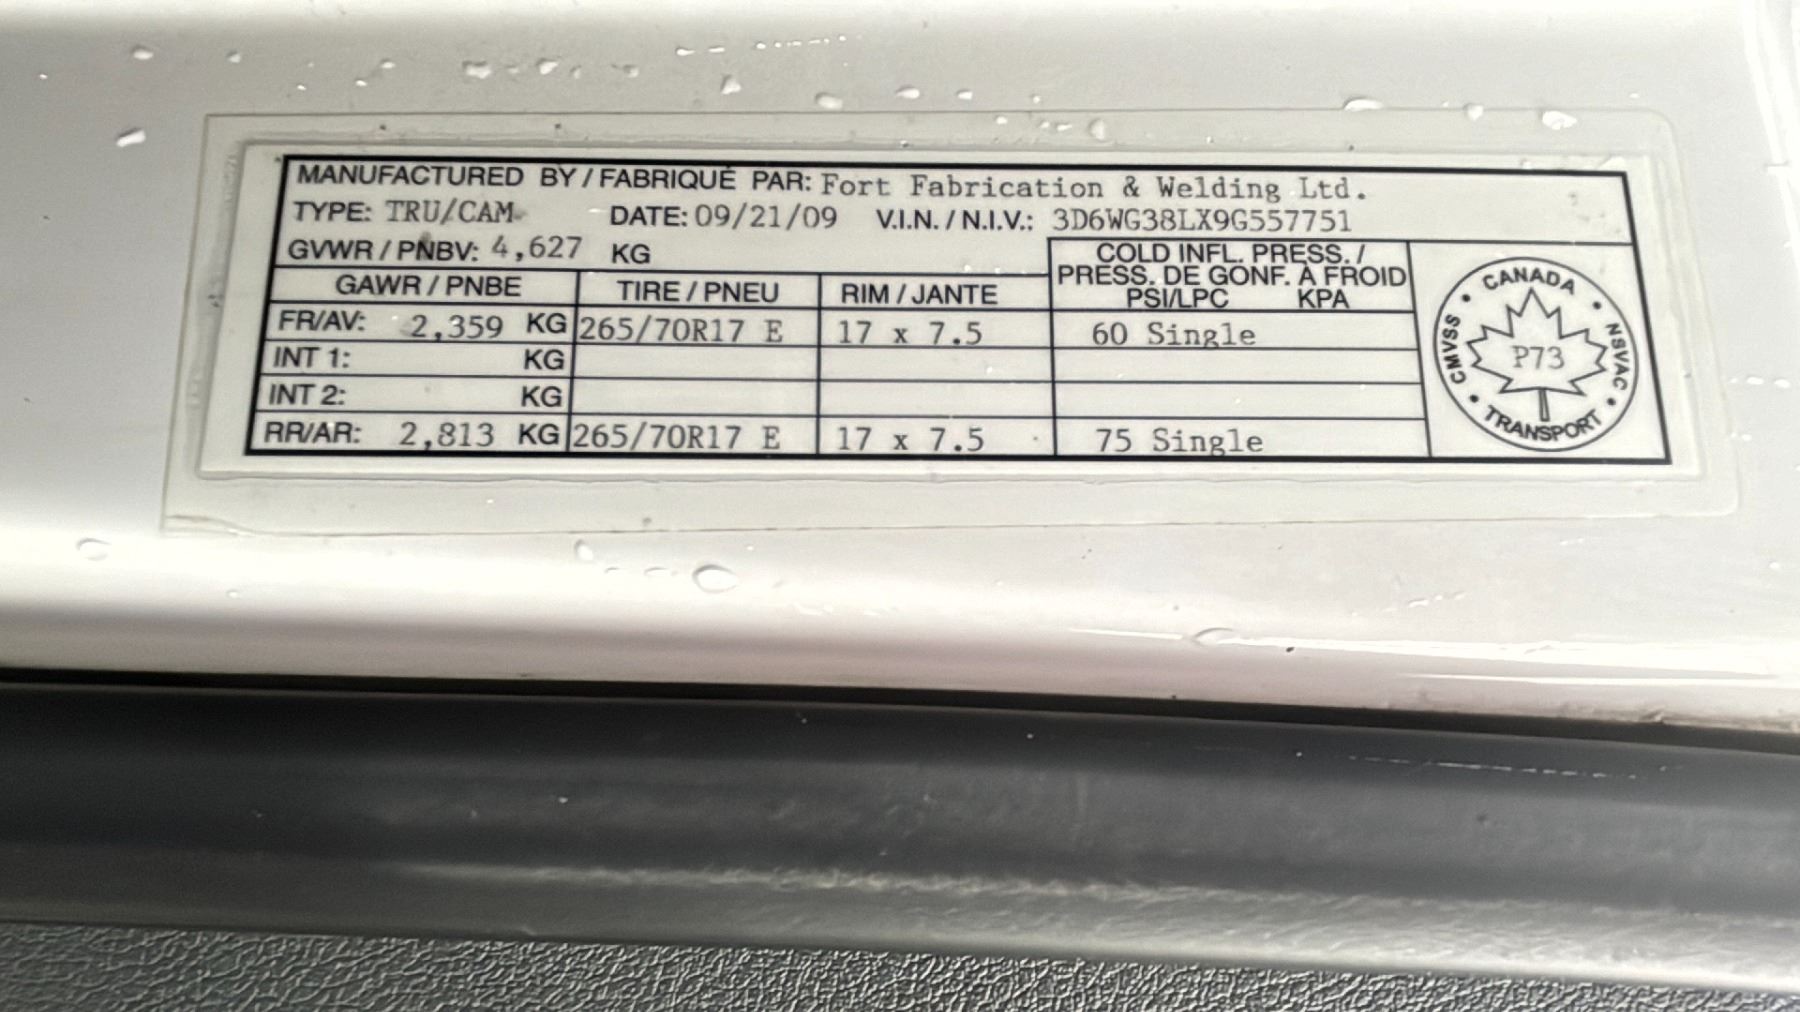 MANUFACTURED BY / FABRIQUÉ PAR: Fort Fabrication & Welding Ltd.
TYPE: TRU/CAM DATE: 09/21/09 V.I.N. / N.I.V.: 3D6WG38LX9G557751
GVWR / PNBV: 4,627 KG
COLD INFL. PRESS. /
PRESS. DE GONF. À FROID
GAWR / PNBE TIRE / PNEU RIM / JANTE PSI/LPC KPA
FR/AV: 2,359 KG 265/70R17 E 17 x 7.5 60 Single
INT 1: KG
INT 2: KG
RR/AR: 2,813 KG 265/70R17 E 17 x 7.5 75 Single
CANADA
CMVSS
P73
NSVAC
TRANSPORT